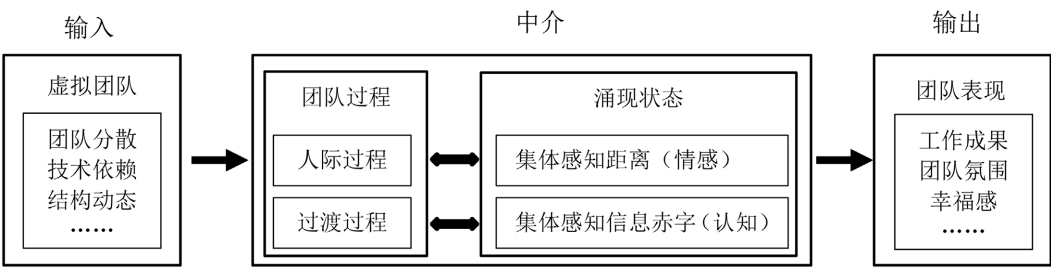 输入
中介
输出
虚拟团队
团队分散
技术依赖
结构动态
……
团队过程
人际过程
过渡过程
涌现状态
集体感知距离（情感）
集体感知信息赤字（认知）
团队表现
工作成果
团队氛围
幸福感
……